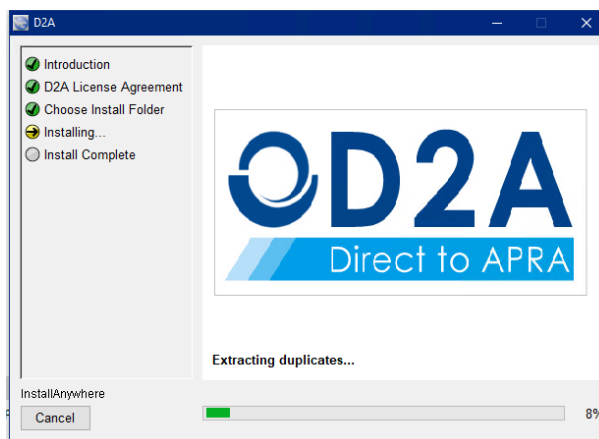 D2A
Introduction
D2A License Agreement
Choose Install Folder
Installing...
Install Complete
D2A
Direct to APRA
Extracting duplicates...
InstallAnywhere
Cancel
8%